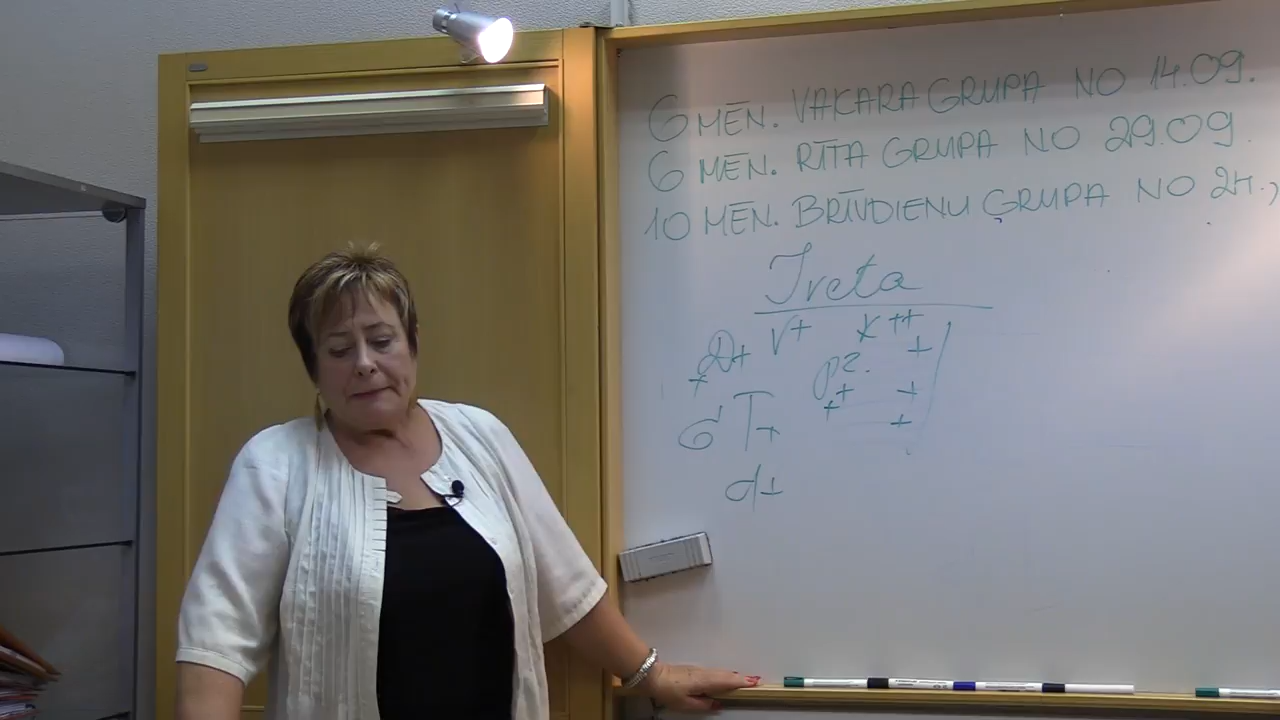 6 MĒN. VAKARA GRUPA NO 14.09.
6 MĒN. RĪTA GRUPA NO 29.09.
10 MĒN. BRĪVDIENU GRUPA NO 24.,
Iveta
D+ V+ K++
T+
d+